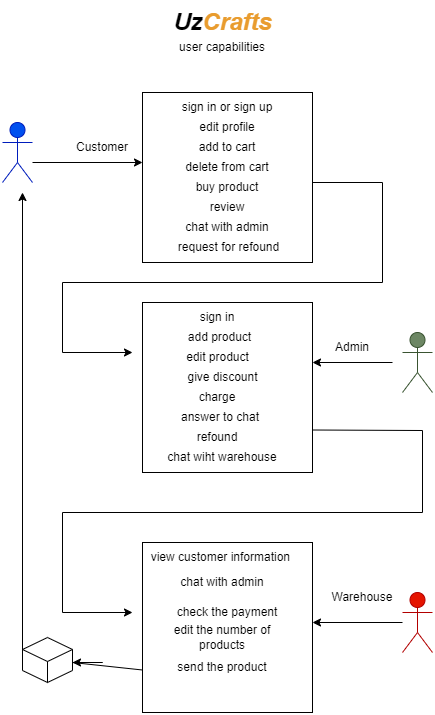 UzCrafts
user capabilities
Customer
sign in or sign up
edit profile
add to cart
delete from cart
buy product
review
chat with admin
request for refound
Admin
sign in
add product
edit product
give discount
charge
answer to chat
refound
chat wiht warehouse
Warehouse
view customer information
chat with admin
check the payment
edit the number of
products
send the product